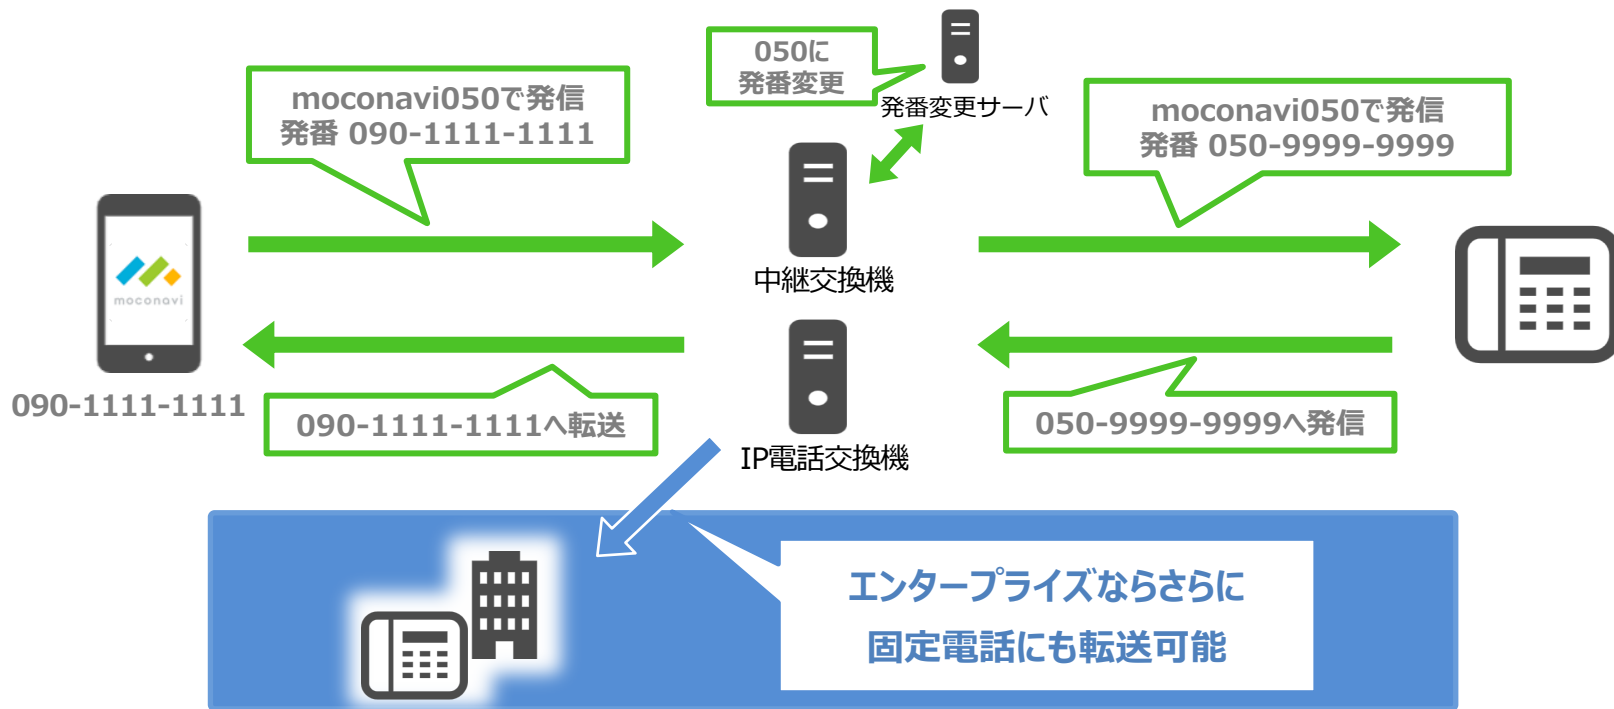 050に
発番変更
moconavi050で発信
発番 090-1111-1111
発番変更サーバ
moconavi050で発信
発番 050-9999-9999
中継交換機
moconavi
090-1111-1111
090-1111-1111へ転送
050-9999-9999へ発信
IP電話交換機
エンタープライズならさらに
固定電話にも転送可能